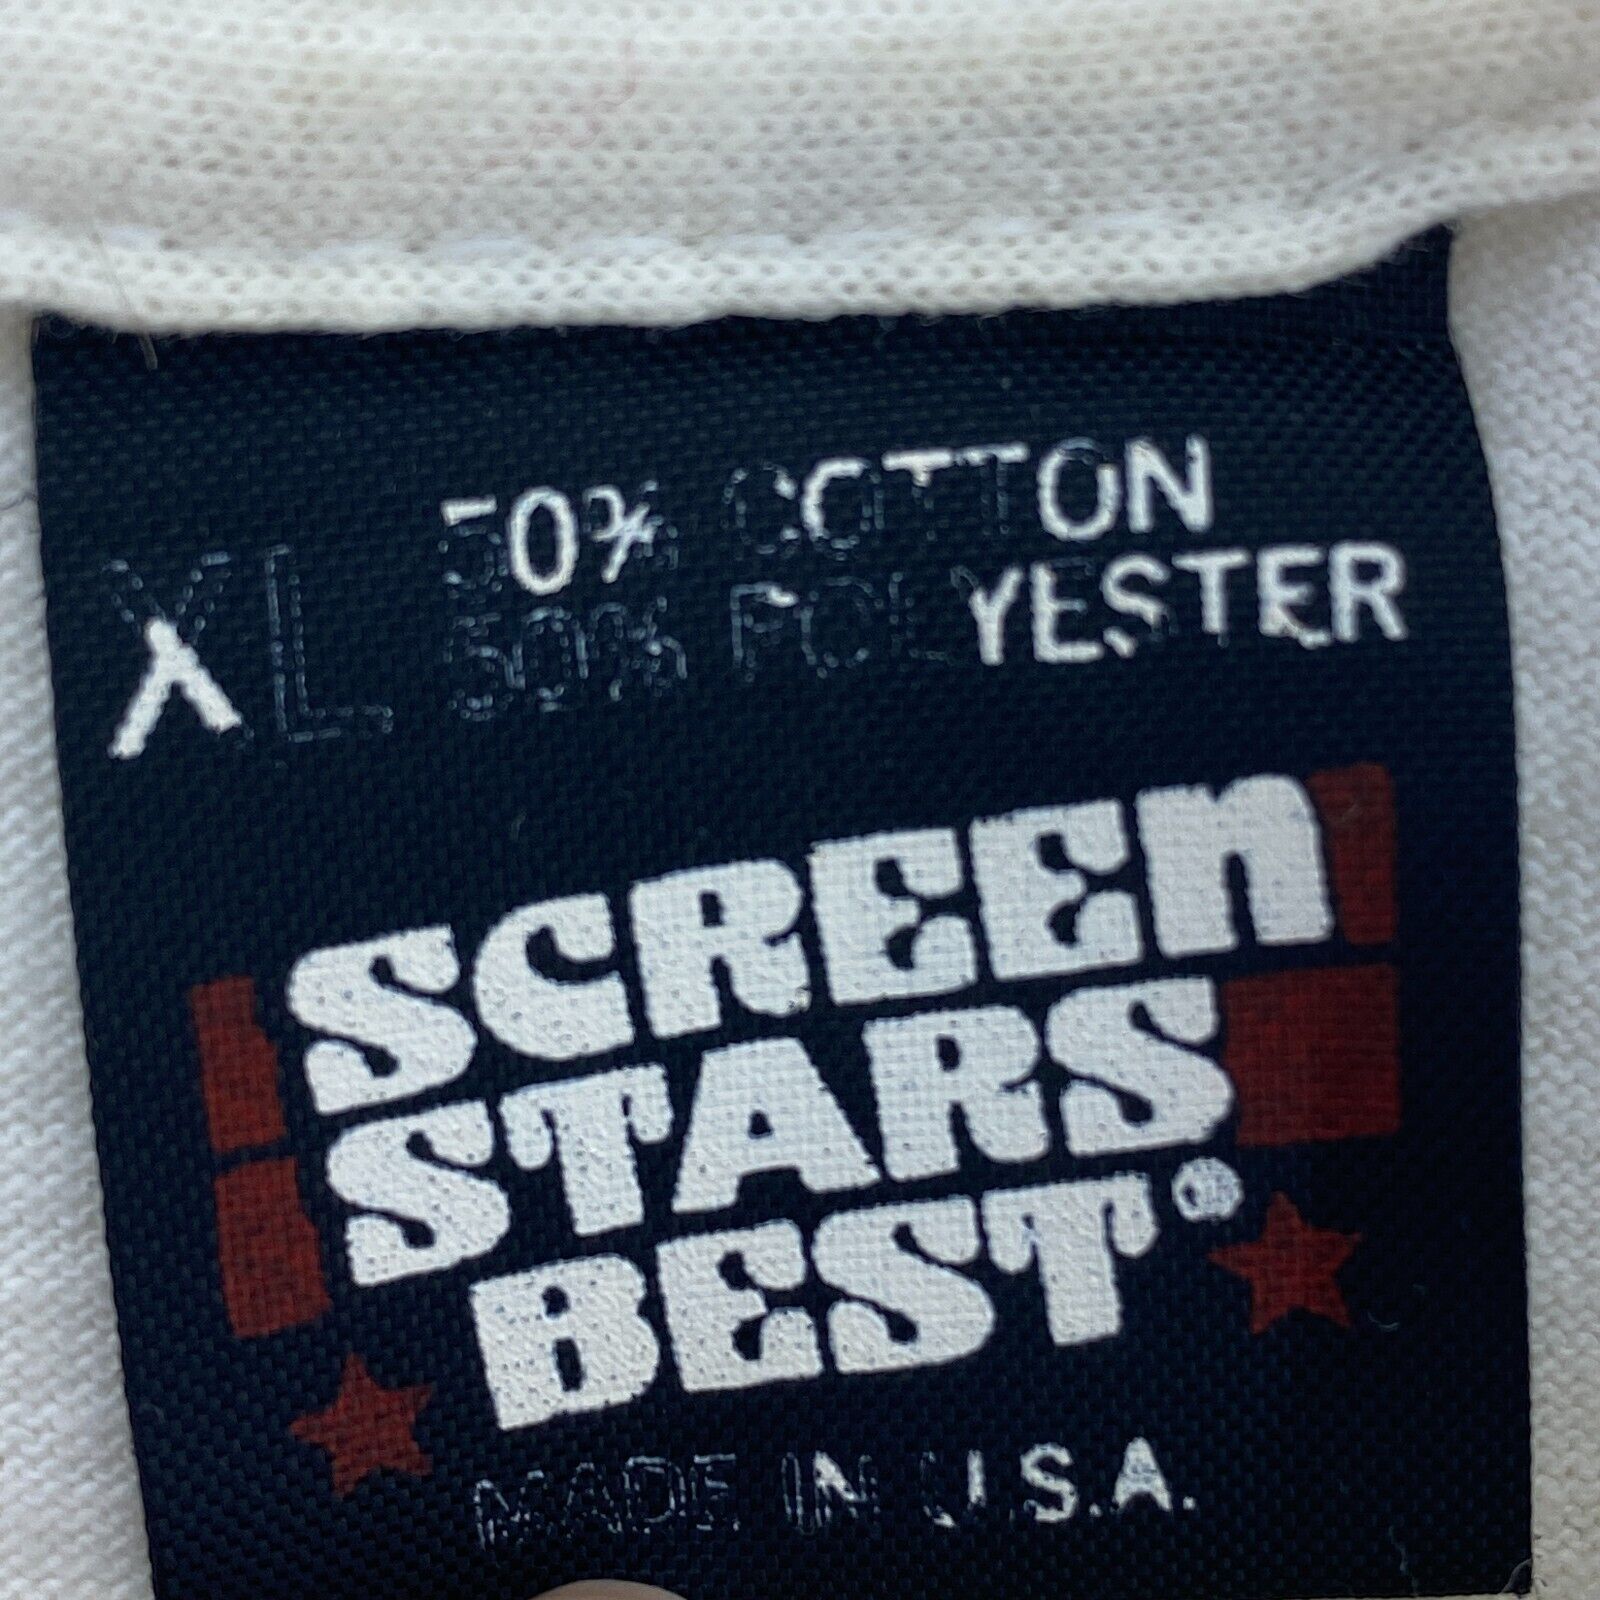 50% COTTON
XL 50% POLYESTER
SCREEN
STARS
BEST®
MADE IN U.S.A.